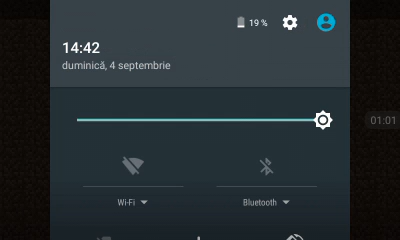 19 %
14:42
duminică, 4 septembrie
01:01
Wi-Fi
Bluetooth